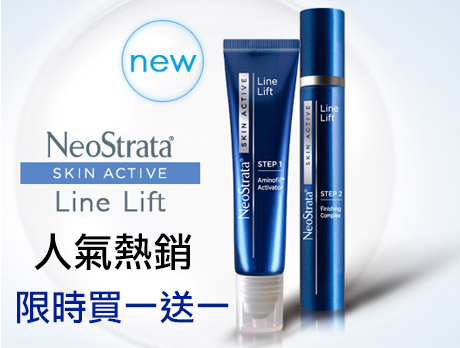 new
NeoStrata®
SKIN ACTIVE
Line Lift
人氣熱銷
限時買一送一
Line
Lift
SKIN ACTIVE
NeoStrata®
STEP 1
Aminofil™
Activator
Line
Lift
SKIN ACTIVE
NeoStrata®
STEP 2
Finishing
Complex